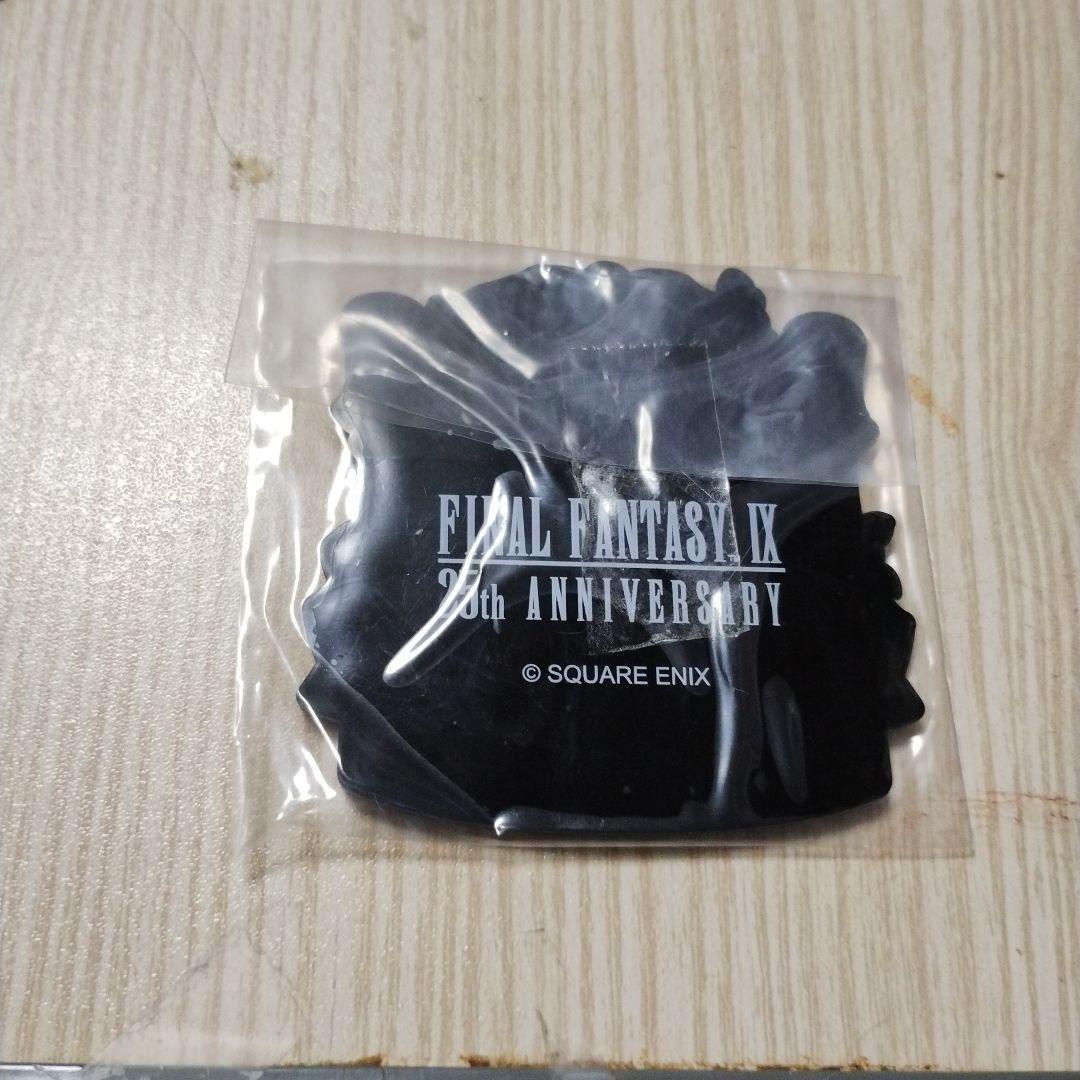 FINAL FANTASY IX
25th ANNIVERSARY
© SQUARE ENIX